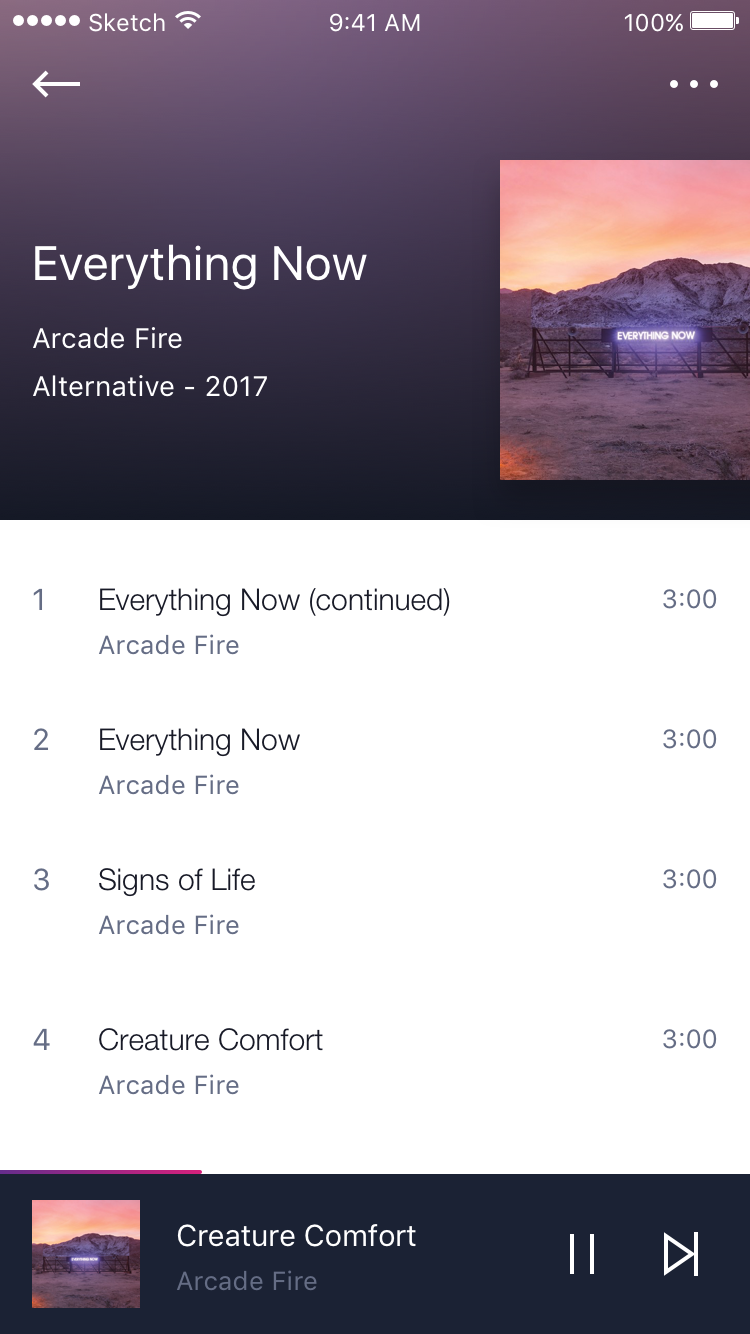 Sketch 9:41 AM 100%
Everything Now
EVERYTHING NOW
Arcade Fire
Alternative - 2017
1 Everything Now (continued) 3:00
Arcade Fire
2 Everything Now 3:00
Arcade Fire
3 Signs of Life 3:00
Arcade Fire
4 Creature Comfort 3:00
Arcade Fire
EVERYTHING NOW
Creature Comfort
Arcade Fire